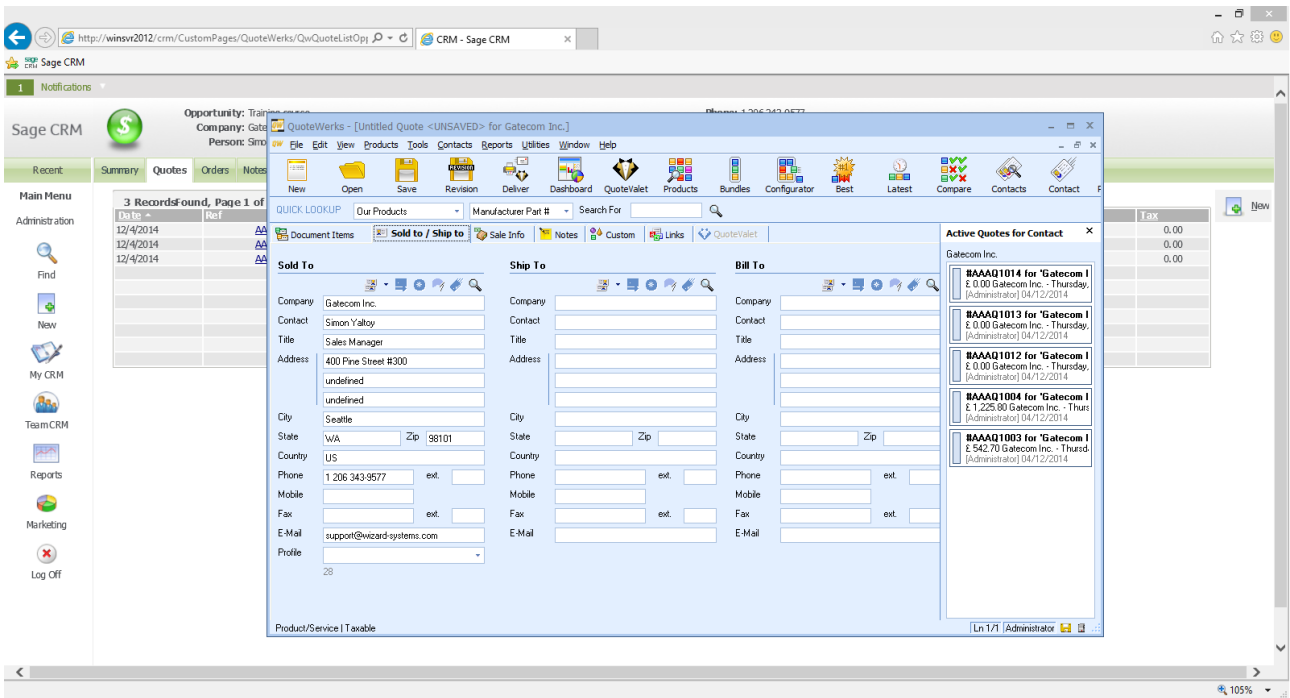 http://winsvr2012/crm/CustomPages/QuoteWerks/QwQuoteListOp
CRM - Sage CRM
Sage CRM
1 Notifications
Sage CRM
Opportunity:
Company: Gate
Person: Simo
Recent
Summary Quotes Orders Notes
Main Menu
Administration
Find
New
My CRM
Team CRM
Reports
Marketing
Log Off
3 RecordsFound, Page 1 of
Date Ref
12/4/2014 AA
12/4/2014 AA
12/4/2014 AA
Tax
0.00
0.00
0.00
New
QuoteWerks - [Untitled Quote <UNSAVED> for Gatecom Inc.]
File Edit View Products Tools Contacts Reports Utilities Window Help
New Open Save Revision Deliver Dashboard QuoteValet Products Bundles Configurator Best Latest Compare Contacts Contact
QUICK LOOKUP Our Products Manufacturer Part # Search For
Document Items Sold to / Ship to Sale Info Notes Custom Links QuoteValet
Sold To
Company Gatecom Inc.
Contact Simon Yaltoy
Title Sales Manager
Address 400 Pine Street #300
undefined
undefined
City Seattle
State WA Zip 98101
Country US
Phone 1 206 343-9577 ext.
Mobile
Fax ext.
E-Mail support@wizard-systems.com
Profile
28
Ship To
Company
Contact
Title
Address
City
State Zip
Country
Phone ext.
Mobile
Fax ext.
E-Mail
Bill To
Company
Contact
Title
Address
City
State Zip
Country
Phone ext.
Mobile
Fax ext.
E-Mail
Active Quotes for Contact
Gatecom Inc.
#AAAQ1014 for 'Gatecom I
£ 0.00 Gatecom Inc. - Thursday,
[Administrator] 04/12/2014
#AAAQ1013 for 'Gatecom I
£ 0.00 Gatecom Inc. - Thursday,
[Administrator] 04/12/2014
#AAAQ1012 for 'Gatecom I
£ 0.00 Gatecom Inc. - Thursday,
[Administrator] 04/12/2014
#AAAQ1004 for 'Gatecom I
£ 1,225.80 Gatecom Inc. - Thurs
[Administrator] 04/12/2014
#AAAQ1003 for 'Gatecom I
£ 542.70 Gatecom Inc. - Thursd
[Administrator] 04/12/2014
Product/Service | Taxable
Ln 1/1 Administrator
105%